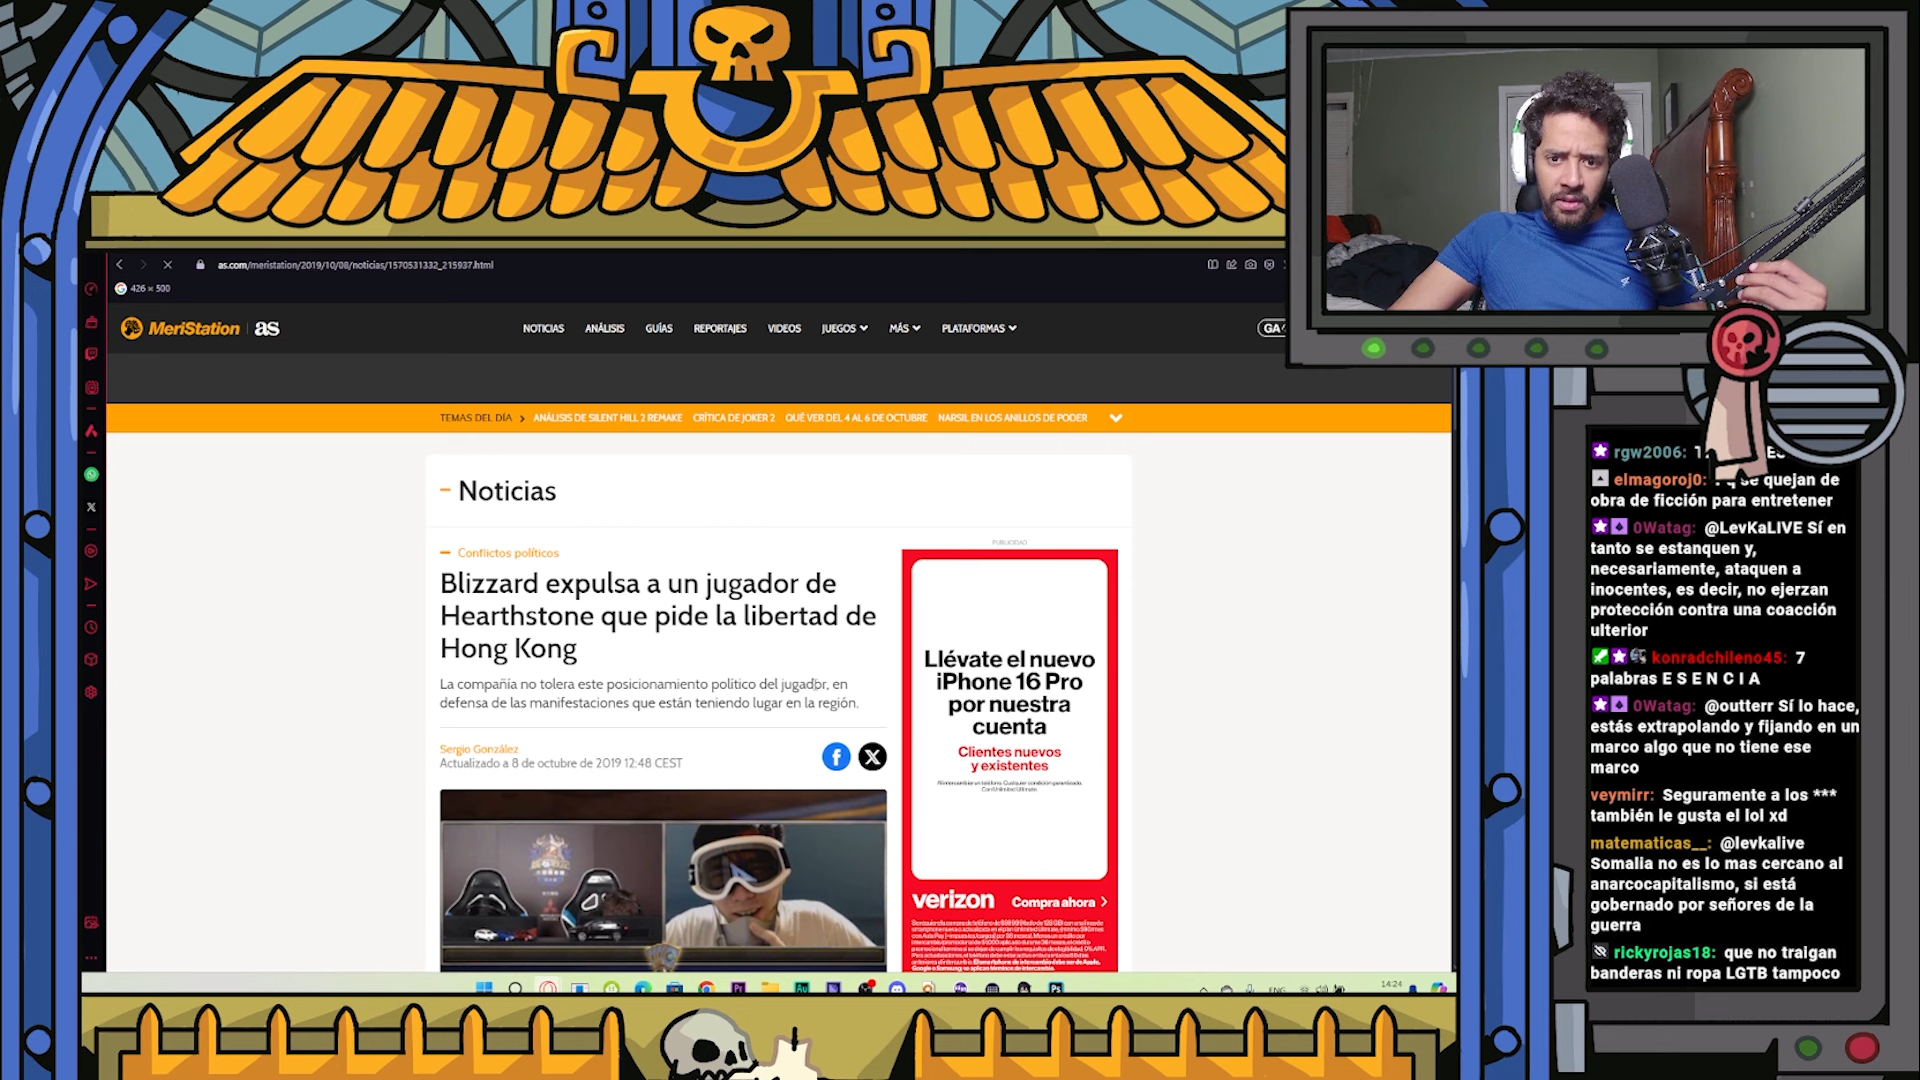 as.com/meristation/2019/10/08/noticias/1570531332_215937.html
426 × 500
MeriStation as
NOTICIAS ANÁLISIS GUÍAS REPORTAJES VIDEOS JUEGOS MÁS PLATAFORMAS
TEMAS DEL DÍA > ANÁLISIS DE SILENT HILL 2 REMAKE CRÍTICA DE JOKER 2 QUÉ VER DEL 4 AL 6 DE OCTUBRE NARSIL EN LOS ANILLOS DE PODER
Noticias
Conflictos políticos
Blizzard expulsa a un jugador de
Hearthstone que pide la libertad de
Hong Kong
La compañía no tolera este posicionamiento político del jugador, en
defensa de las manifestaciones que están teniendo lugar en la región.
Sergio González
Actualizado a 8 de octubre de 2019 12:48 CEST
PUBLICIDAD
Llévate el nuevo
iPhone 16 Pro
por nuestra
cuenta
Clientes nuevos
y existentes
verizon Compra ahora >
ENG
14:24
rgw2006:
elmagoroj0: quejan de
obra de ficción para entretener
0Watag: @LevKaLIVE Sí en
tanto se estanquen y,
necesariamente, ataquen a
inocentes, es decir, no ejerzan
protección contra una coacción
ulterior
konradchileno45: 7
palabras E S E N C I A
0Watag: @outterr Sí lo hace,
estás extrapolando y fijando en un
marco algo que no tiene ese
marco
veymirr: Seguramente a los ***
también le gusta el lol xd
matematicas__: @levkalive
Somalia no es lo mas cercano al
anarcocapitalismo, si está
gobernado por señores de la
guerra
rickyrojas18: que no traigan
banderas ni ropa LGTB tampoco